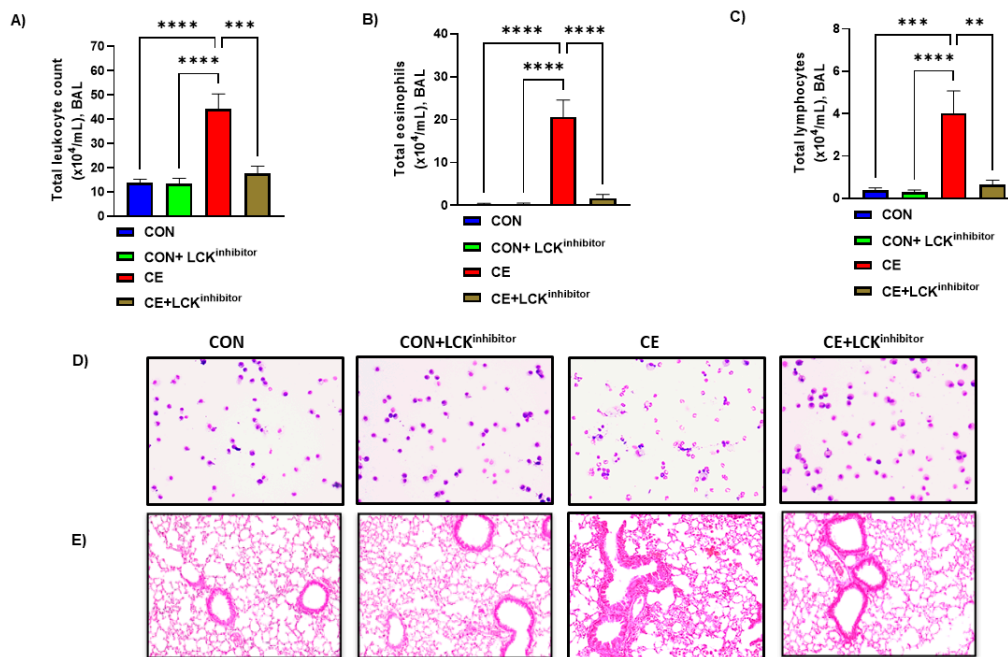 A)
****
***
****
Total leukocyte count
(x10⁴/mL), BAL
70
60
50
40
30
20
10
0
CON
CON+ LCKinhibitor
CE
CE+LCKinhibitor
B)
****
****
****
Total eosinophils
(x10⁴/mL), BAL
40
20
0
CON
CON+ LCKinhibitor
CE
CE+LCKinhibitor
C)
***
**
****
Total lymphocytes
(x10⁴/mL), BAL
8
6
4
2
0
CON
CON+ LCKinhibitor
CE
CE+LCKinhibitor
CON
CON+LCKinhibitor
CE
CE+LCKinhibitor
D)
E)